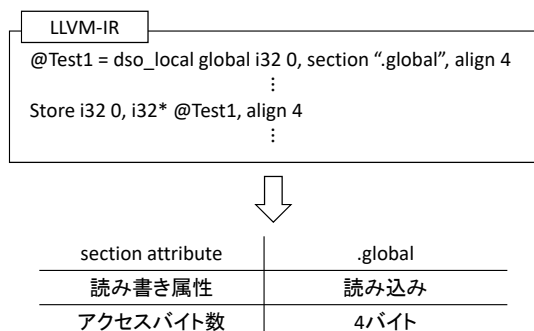 LLVM-IR
@Test1 = dso_local global i32 0, section “.global”, align 4
⋮
Store i32 0, i32* @Test1, align 4
⋮
section attribute .global
読み書き属性 読み込み
アクセスバイト数 4バイト